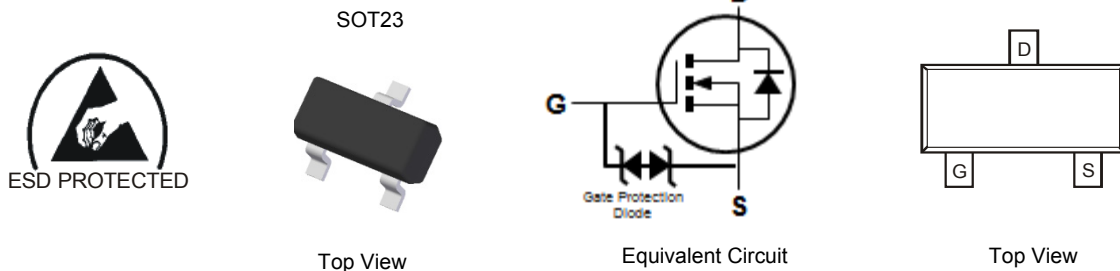 SOT23
ESD PROTECTED
Top View
G
Gate Protection
Diode
S
Equivalent Circuit
D
G
S
Top View